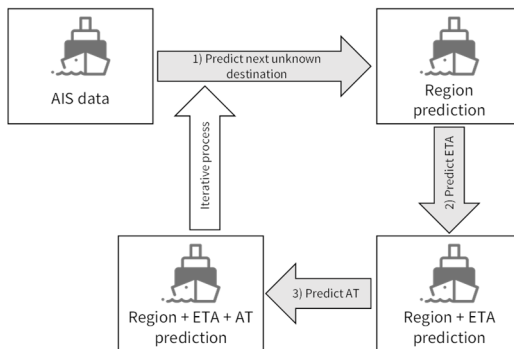 AIS data
1) Predict next unknown
destination
Region
prediction
2) Predict ETA
Region + ETA
prediction
3) Predict AT
Region + ETA + AT
prediction
Iterative process